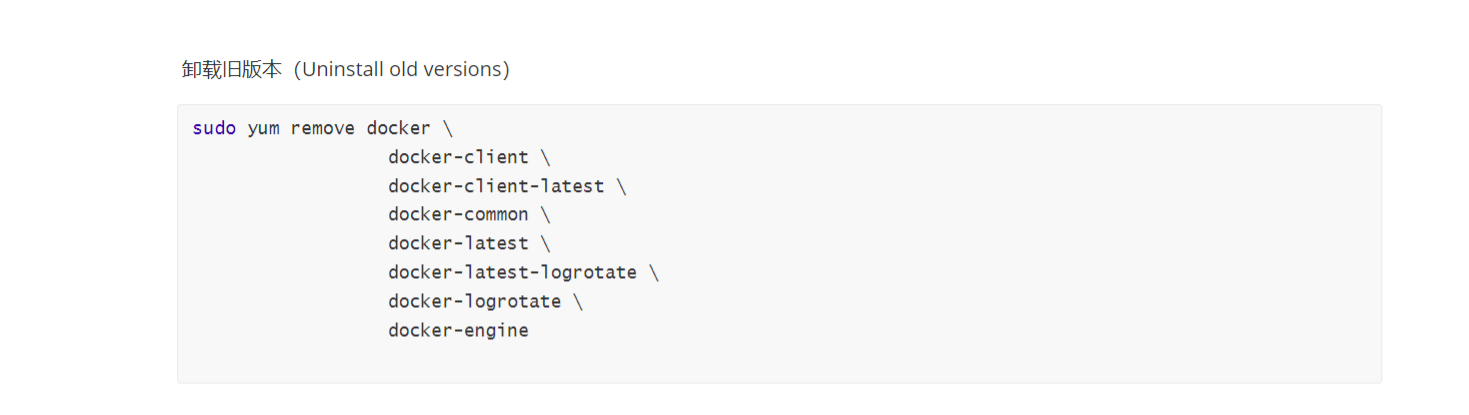 卸载旧版本（Uninstall old versions）
sudo yum remove docker \
docker-client \
docker-client-latest \
docker-common \
docker-latest \
docker-latest-logrotate \
docker-logrotate \
docker-engine